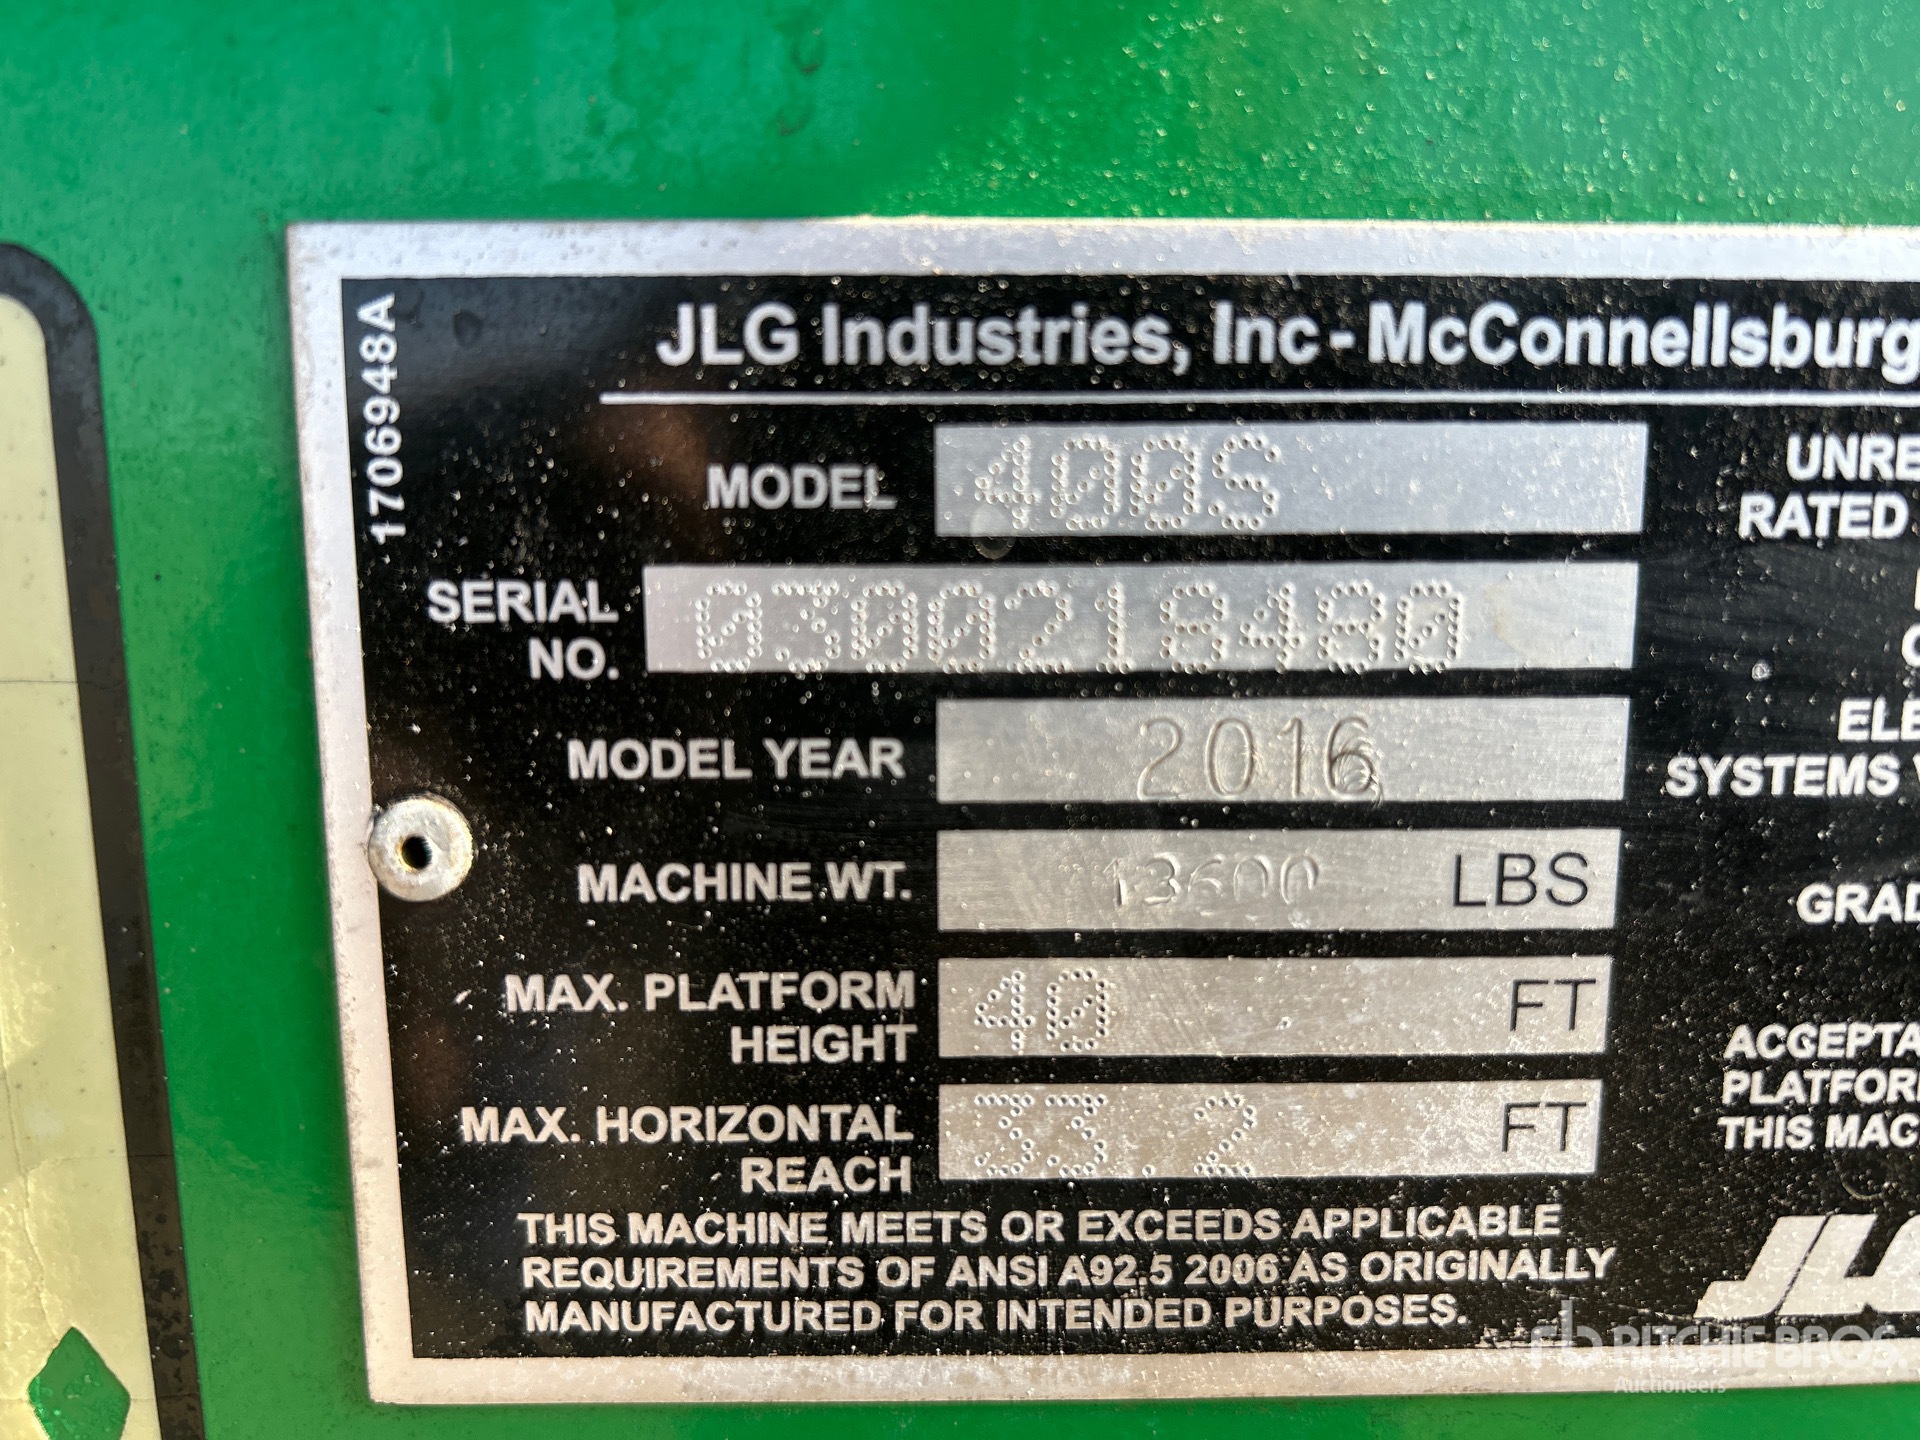 1706948A
JLG Industries, Inc - McConnellsburg
MODEL 400S
SERIAL NO. 0300218480
MODEL YEAR 2016
MACHINE WT. 13600 LBS
MAX. PLATFORM HEIGHT 40 FT
MAX. HORIZONTAL REACH 33.2 FT
THIS MACHINE MEETS OR EXCEEDS APPLICABLE
REQUIREMENTS OF ANSI A92.5 2006 AS ORIGINALLY
MANUFACTURED FOR INTENDED PURPOSES.
UNRE
RATED
ELE
SYSTEMS V
GRAD
ACCEPTA
PLATFOR
THIS MAC
JLG
rb RITCHIE BROS.
Auctioneers